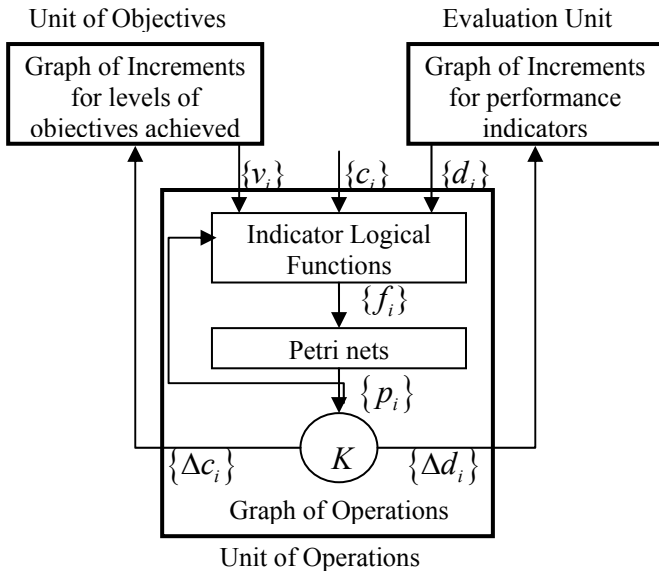 Unit of Objectives
Evaluation Unit
Graph of Increments
for levels of
objectives achieved
Graph of Increments
for performance
indicators
{v_i}
{c_i}
{d_i}
Indicator Logical
Functions
{f_i}
Petri nets
{p_i}
K
{Δc_i}
{Δd_i}
Graph of Operations
Unit of Operations